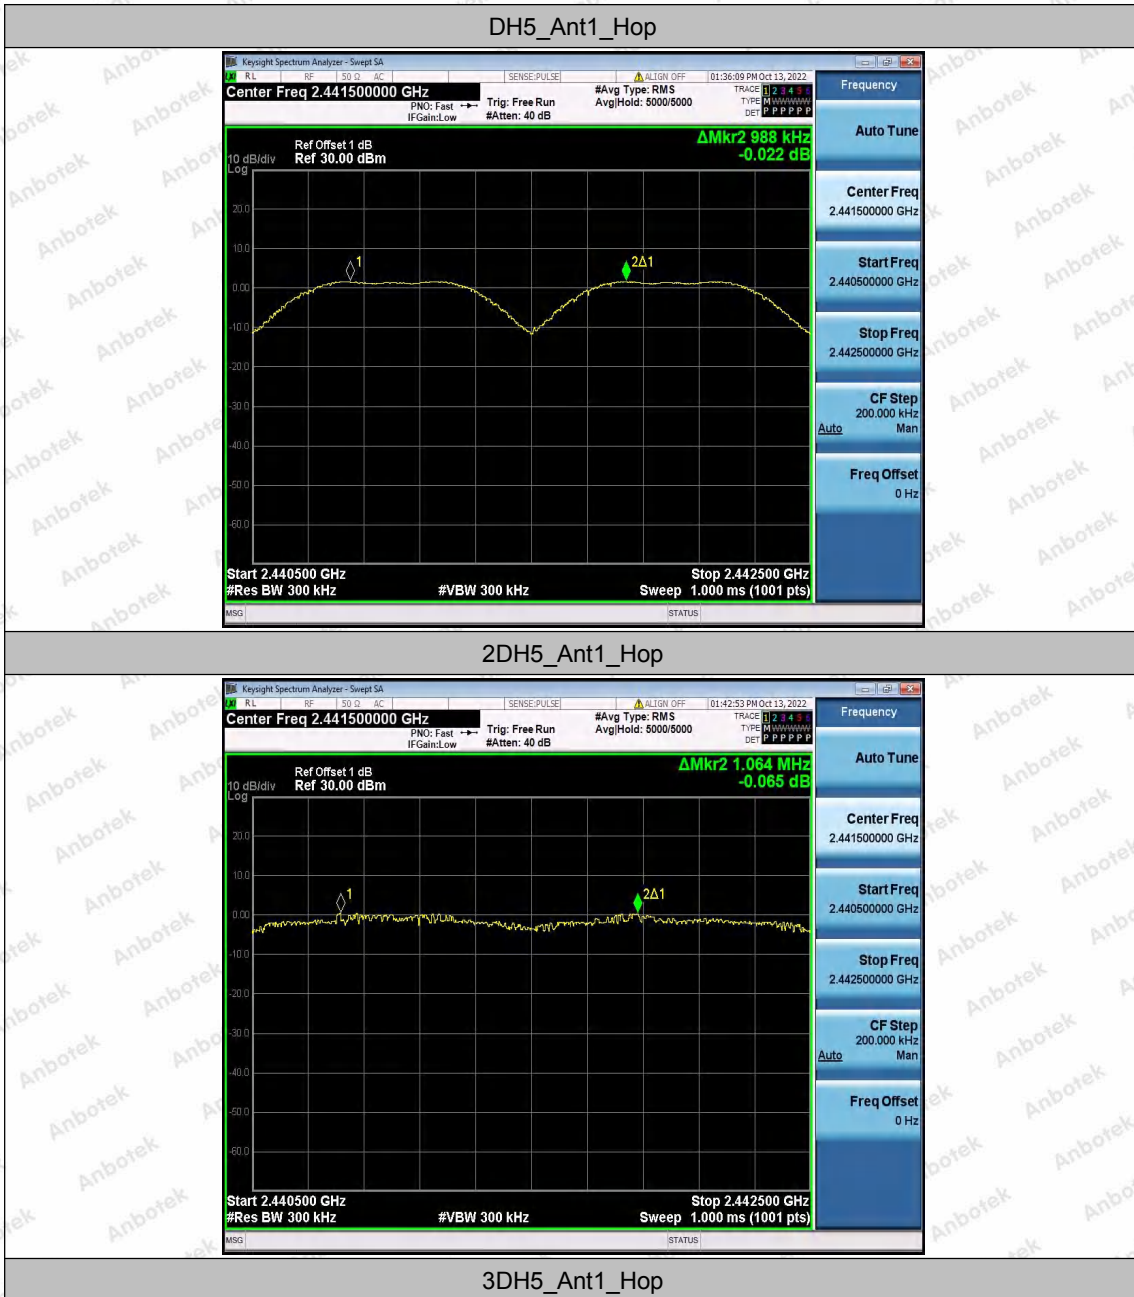 DH5_Ant1_Hop
Keysight Spectrum Analyzer - Swept SA
LXI RL RF 50 Ω AC SENSE:PULSE ALIGN OFF 01:36:09 PM Oct 13, 2022
Center Freq 2.441500000 GHz
PNO: Fast
IFGain:Low
Trig: Free Run
#Atten: 40 dB
#Avg Type: RMS
Avg|Hold: 5000/5000
TRACE 1 2 3 4 5 6
TYPE M WWWWW
DET P P P P P P
ΔMkr2 988 kHz
-0.022 dB
Ref Offset 1 dB
10 dB/div Ref 30.00 dBm
Log
20.0
10.0
0.00
-10.0
-20.0
-30.0
-40.0
-50.0
-60.0
1
2Δ1
Start 2.440500 GHz Stop 2.442500 GHz
#Res BW 300 kHz #VBW 300 kHz Sweep 1.000 ms (1001 pts)
MSG STATUS
Frequency
Auto Tune
Center Freq
2.441500000 GHz
Start Freq
2.440500000 GHz
Stop Freq
2.442500000 GHz
CF Step
200.000 kHz
Auto Man
Freq Offset
0 Hz
2DH5_Ant1_Hop
Keysight Spectrum Analyzer - Swept SA
LXI RL RF 50 Ω AC SENSE:PULSE ALIGN OFF 01:42:53 PM Oct 13, 2022
Center Freq 2.441500000 GHz
PNO: Fast
IFGain:Low
Trig: Free Run
#Atten: 40 dB
#Avg Type: RMS
Avg|Hold: 5000/5000
TRACE 1 2 3 4 5 6
TYPE M WWWWW
DET P P P P P P
ΔMkr2 1.064 MHz
-0.065 dB
Ref Offset 1 dB
10 dB/div Ref 30.00 dBm
Log
20.0
10.0
0.00
-10.0
-20.0
-30.0
-40.0
-50.0
-60.0
1
2Δ1
Start 2.440500 GHz Stop 2.442500 GHz
#Res BW 300 kHz #VBW 300 kHz Sweep 1.000 ms (1001 pts)
MSG STATUS
Frequency
Auto Tune
Center Freq
2.441500000 GHz
Start Freq
2.440500000 GHz
Stop Freq
2.442500000 GHz
CF Step
200.000 kHz
Auto Man
Freq Offset
0 Hz
3DH5_Ant1_Hop
Anbotek